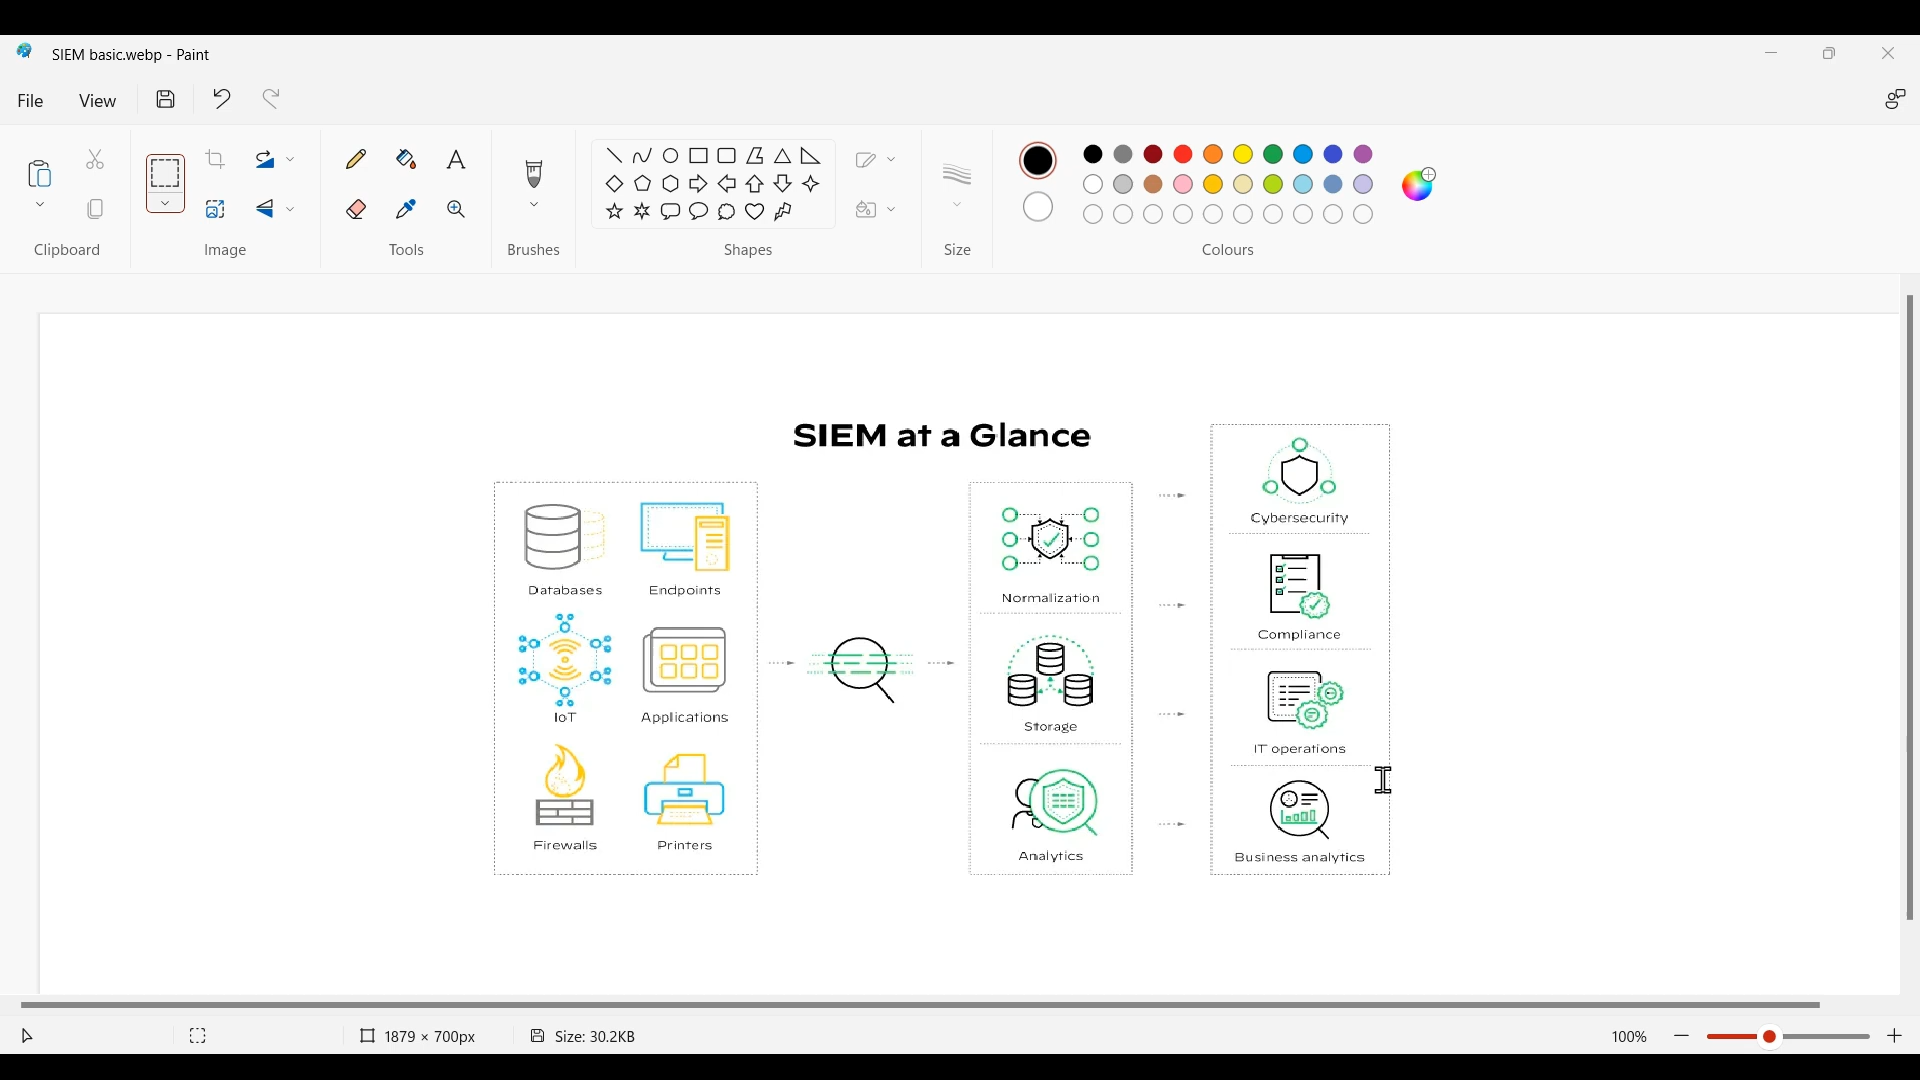 SIEM basic.webp - Paint
File View
Clipboard Image Tools Brushes Shapes Size Colours
SIEM at a Glance
Databases Endpoints
IoT Applications
Firewalls Printers
Normalization
Storage
Analytics
Cybersecurity
Compliance
IT operations
Business analytics
1879 × 700px Size: 30.2KB 100%